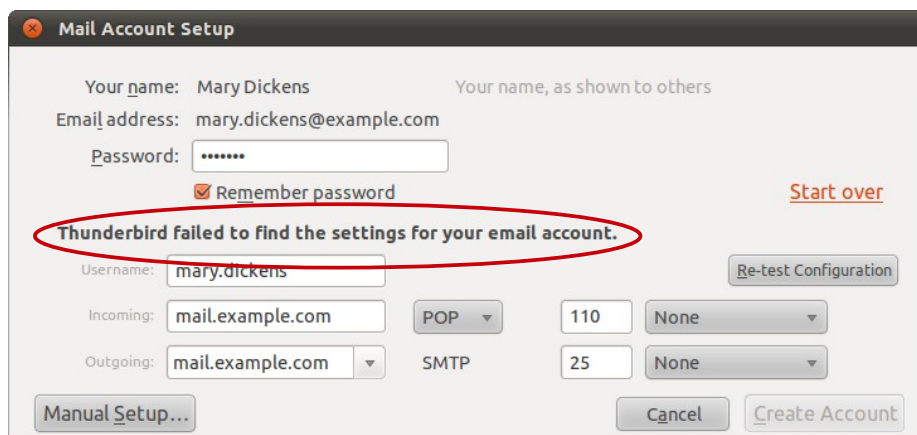 Mail Account Setup
Your name: Mary Dickens Your name, as shown to others
Email address: mary.dickens@example.com
Password: •••••••
Remember password
Start over
Thunderbird failed to find the settings for your email account.
Username: mary.dickens Re-test Configuration
Incoming: mail.example.com POP 110 None
Outgoing: mail.example.com SMTP 25 None
Manual Setup... Cancel Create Account